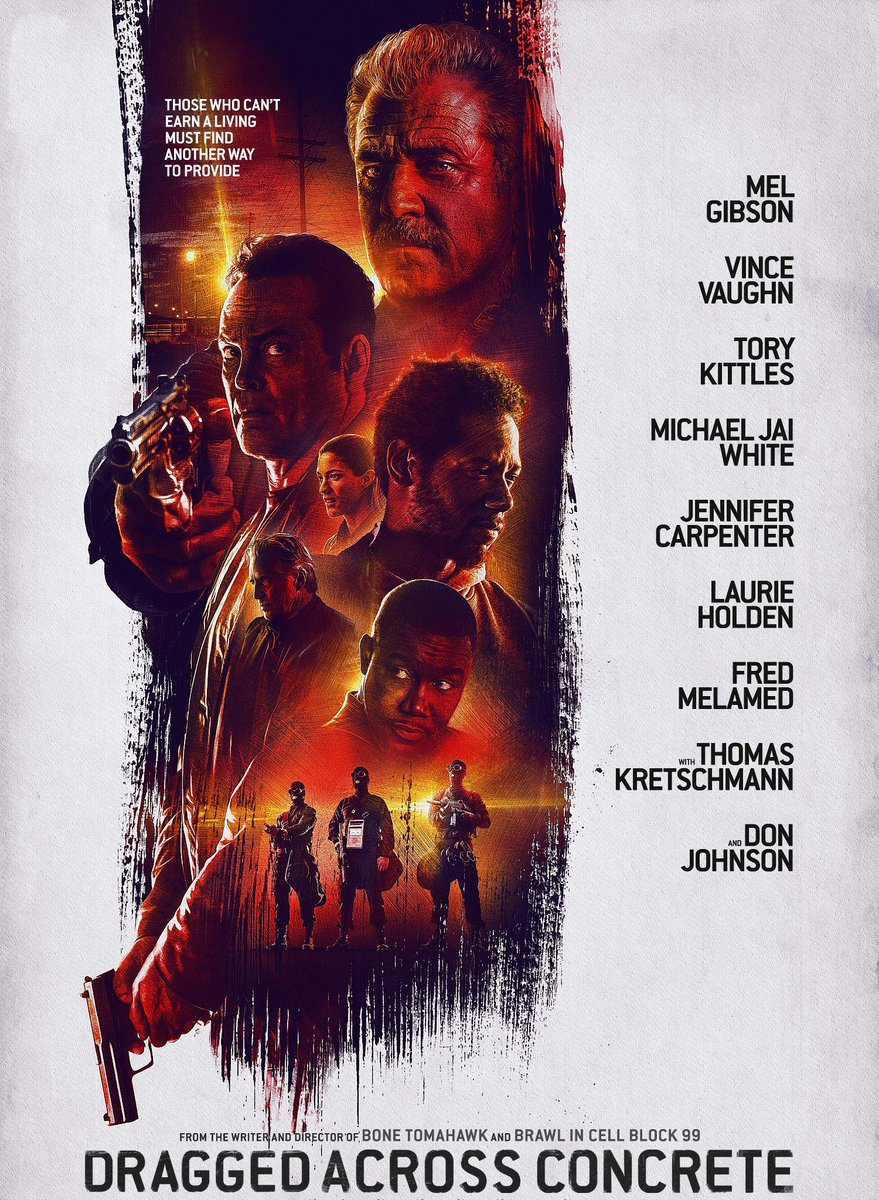 THOSE WHO CAN'T
EARN A LIVING
MUST FIND
ANOTHER WAY
TO PROVIDE
MEL
GIBSON
VINCE
VAUGHN
TORY
KITTLES
MICHAEL JAI
WHITE
JENNIFER
CARPENTER
LAURIE
HOLDEN
FRED
MELAMED
WITH THOMAS
KRETSCHMANN
AND DON
JOHNSON
FROM THE WRITER AND DIRECTOR OF BONE TOMAHAWK AND BRAWL IN CELL BLOCK 99
DRAGGED ACROSS CONCRETE